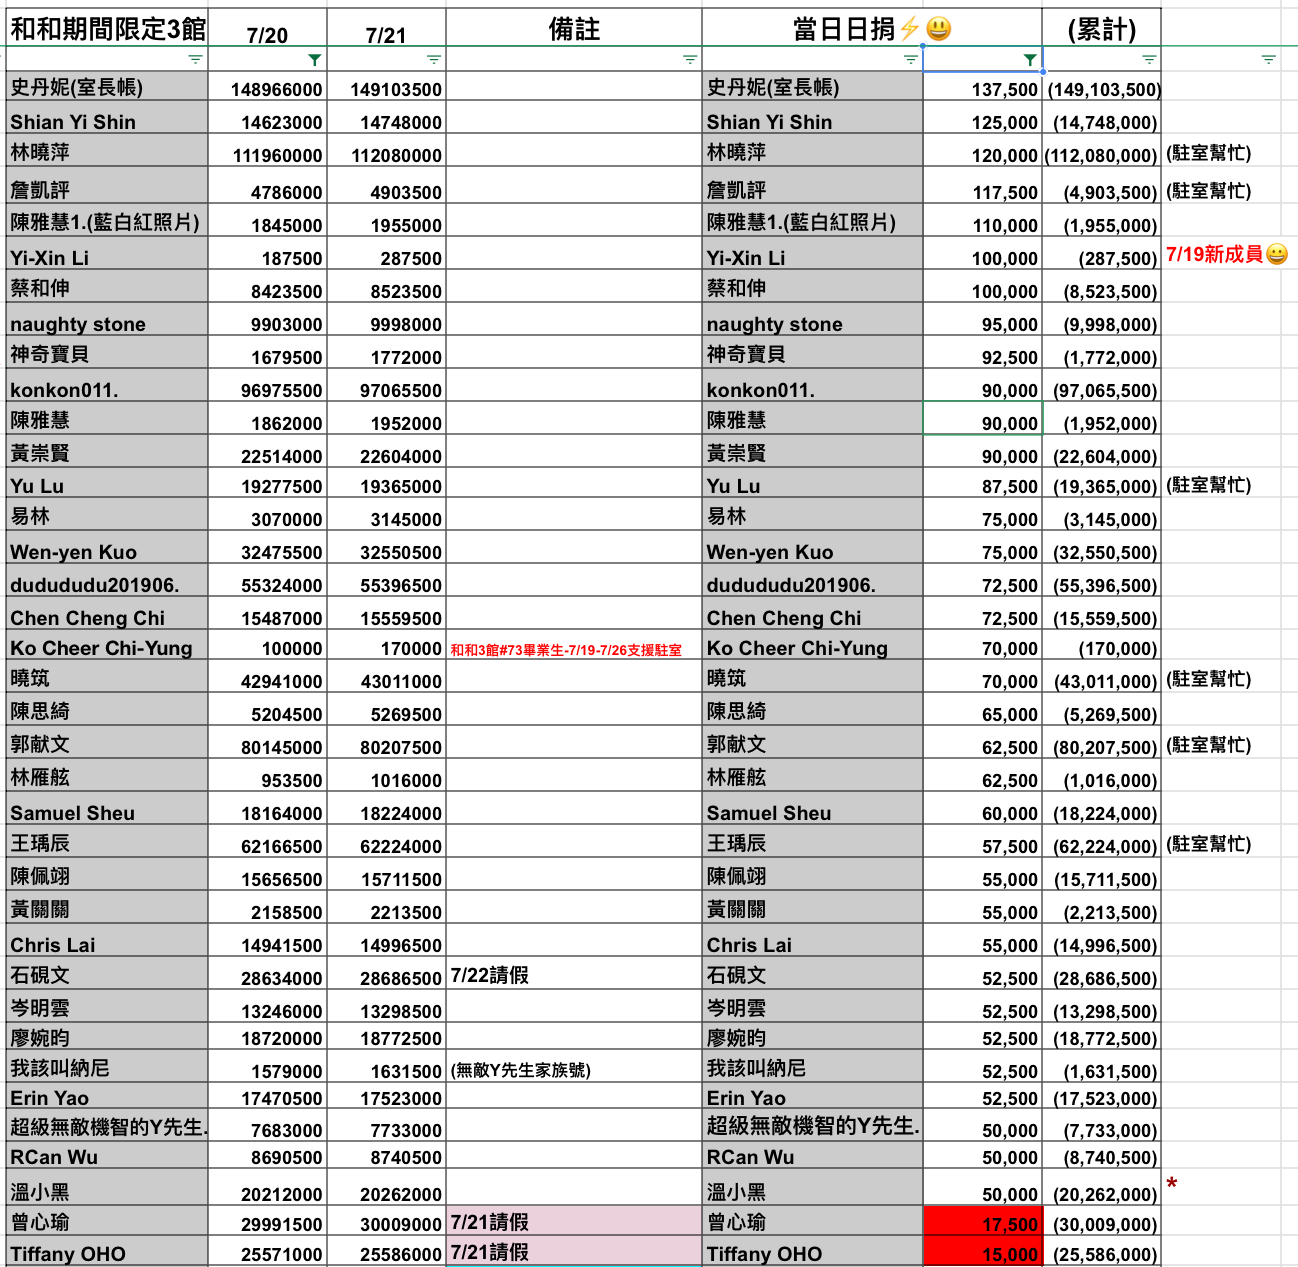 和和期間限定3館 7/20 7/21 備註 當日日捐⚡😃 (累計)
史丹妮(室長帳) 148966000 149103500 史丹妮(室長帳) 137,500 (149,103,500)
Shian Yi Shin 14623000 14748000 Shian Yi Shin 125,000 (14,748,000)
林曉萍 111960000 112080000 林曉萍 120,000 (112,080,000) (駐室幫忙)
詹凱評 4786000 4903500 詹凱評 117,500 (4,903,500) (駐室幫忙)
陳雅慧1.(藍白紅照片) 1845000 1955000 陳雅慧1.(藍白紅照片) 110,000 (1,955,000)
Yi-Xin Li 187500 287500 Yi-Xin Li 100,000 (287,500) 7/19新成員😀
蔡和伸 8423500 8523500 蔡和伸 100,000 (8,523,500)
naughty stone 9903000 9998000 naughty stone 95,000 (9,998,000)
神奇寶貝 1679500 1772000 神奇寶貝 92,500 (1,772,000)
konkon011. 96975500 97065500 konkon011. 90,000 (97,065,500)
陳雅慧 1862000 1952000 陳雅慧 90,000 (1,952,000)
黃崇賢 22514000 22604000 黃崇賢 90,000 (22,604,000)
Yu Lu 19277500 19365000 Yu Lu 87,500 (19,365,000) (駐室幫忙)
易林 3070000 3145000 易林 75,000 (3,145,000)
Wen-yen Kuo 32475500 32550500 Wen-yen Kuo 75,000 (32,550,500)
dudududu201906. 55324000 55396500 dudududu201906. 72,500 (55,396,500)
Chen Cheng Chi 15487000 15559500 Chen Cheng Chi 72,500 (15,559,500)
Ko Cheer Chi-Yung 100000 170000 和和3館#73畢業生-7/19-7/26支援駐室 Ko Cheer Chi-Yung 70,000 (170,000)
曉筑 42941000 43011000 曉筑 70,000 (43,011,000) (駐室幫忙)
陳思綺 5204500 5269500 陳思綺 65,000 (5,269,500)
郭献文 80145000 80207500 郭献文 62,500 (80,207,500) (駐室幫忙)
林雁舷 953500 1016000 林雁舷 62,500 (1,016,000)
Samuel Sheu 18164000 18224000 Samuel Sheu 60,000 (18,224,000)
王瑀辰 62166500 62224000 王瑀辰 57,500 (62,224,000) (駐室幫忙)
陳佩翊 15656500 15711500 陳佩翊 55,000 (15,711,500)
黃關關 2158500 2213500 黃關關 55,000 (2,213,500)
Chris Lai 14941500 14996500 Chris Lai 55,000 (14,996,500)
石硯文 28634000 28686500 7/22請假 石硯文 52,500 (28,686,500)
岑明雲 13246000 13298500 岑明雲 52,500 (13,298,500)
廖婉昀 18720000 18772500 廖婉昀 52,500 (18,772,500)
我該叫納尼 1579000 1631500 (無敵Y先生家族號) 我該叫納尼 52,500 (1,631,500)
Erin Yao 17470500 17523000 Erin Yao 52,500 (17,523,000)
超級無敵機智的Y先生. 7683000 7733000 超級無敵機智的Y先生. 50,000 (7,733,000)
RCan Wu 8690500 8740500 RCan Wu 50,000 (8,740,500)
溫小黑 20212000 20262000 溫小黑 50,000 (20,262,000) *
曾心瑜 29991500 30009000 7/21請假 曾心瑜 17,500 (30,009,000)
Tiffany OHO 25571000 25586000 7/21請假 Tiffany OHO 15,000 (25,586,000)